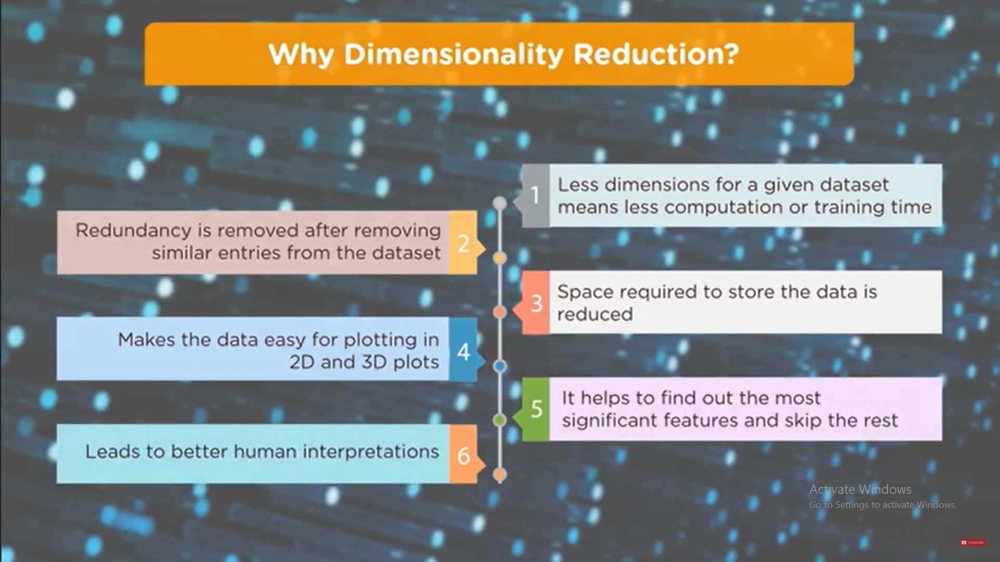 Why Dimensionality Reduction?
1
Less dimensions for a given dataset
means less computation or training time
Redundancy is removed after removing
similar entries from the dataset
2
3
Space required to store the data is
reduced
Makes the data easy for plotting in
2D and 3D plots
4
5
It helps to find out the most
significant features and skip the rest
Leads to better human interpretations
6
Activate Windows
Go to Settings to activate Windows.
Subscribe